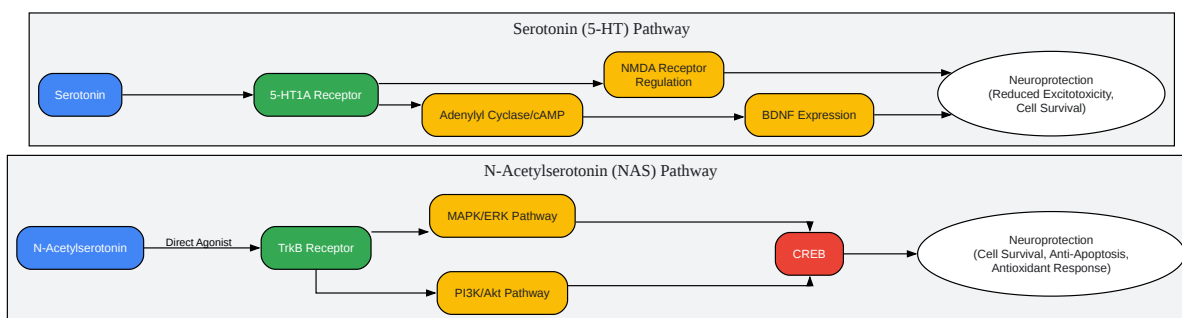 Serotonin (5-HT) Pathway
Serotonin
5-HT1A Receptor
NMDA Receptor
Regulation
Adenylyl Cyclase/cAMP
BDNF Expression
Neuroprotection
(Reduced Excitotoxicity,
Cell Survival)
N-Acetylserotonin (NAS) Pathway
N-Acetylserotonin
Direct Agonist
TrkB Receptor
MAPK/ERK Pathway
PI3K/Akt Pathway
CREB
Neuroprotection
(Cell Survival, Anti-Apoptosis,
Antioxidant Response)